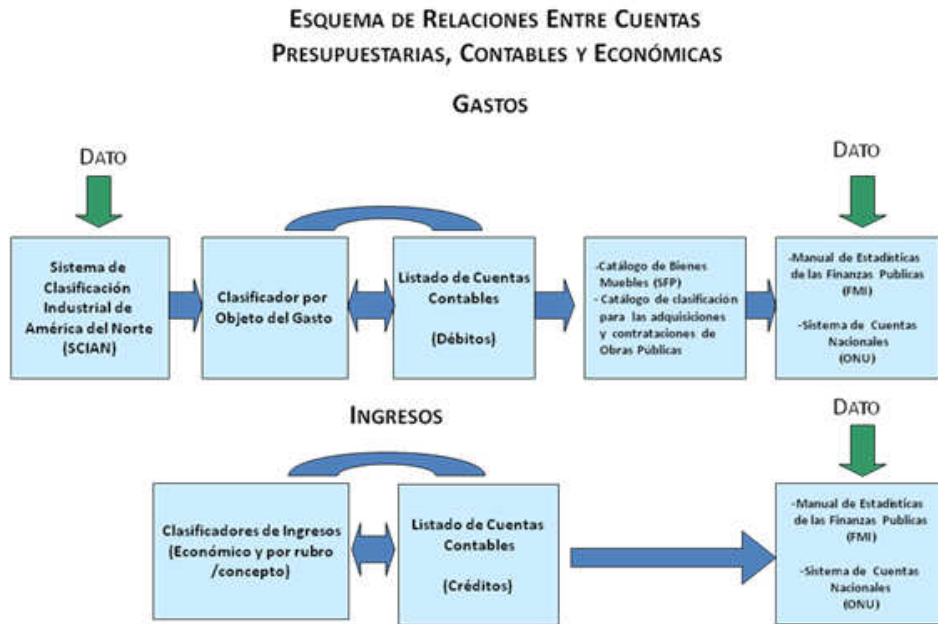 ESQUEMA DE RELACIONES ENTRE CUENTAS
PRESUPUESTARIAS, CONTABLES Y ECONÓMICAS
GASTOS
DATO
DATO
Sistema de
Clasificación
Industrial de
América del Norte
(SCIAN)
Clasificador por
Objeto del Gasto
Listado de Cuentas
Contables
(Débitos)
-Catálogo de Bienes
Muebles (SFP)
- Catálogo de clasificación
para las adquisiciones
y contrataciones de
Obras Públicas
-Manual de Estadísticas
de las Finanzas Publicas
(FMI)
-Sistema de Cuentas
Nacionales
(ONU)
INGRESOS
DATO
Clasificadores de Ingresos
(Económico y por rubro
/concepto)
Listado de Cuentas
Contables
(Créditos)
-Manual de Estadísticas
de las Finanzas Publicas
(FMI)
-Sistema de Cuentas
Nacionales
(ONU)